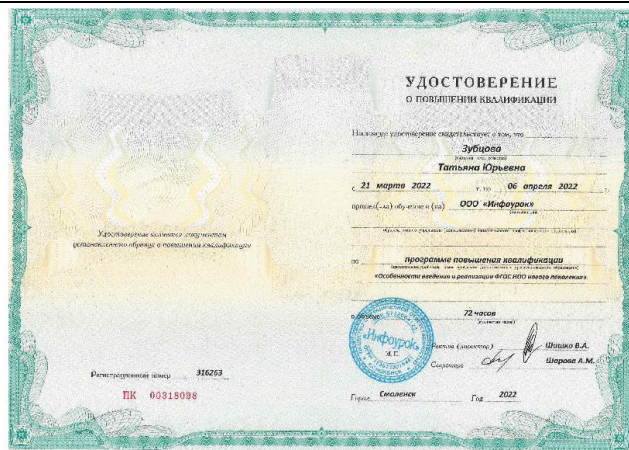 Удостоверение является документом
установленного образца о повышении квалификации
Регистрационный номер 316263
ПК 00318098
УДОСТОВЕРЕНИЕ
О ПОВЫШЕНИИ КВАЛИФИКАЦИИ
Настоящее удостоверение свидетельствует о том, что
Зубцова
Татьяна Юрьевна
с 21 марта 2022 г. по 06 апреля 2022 г.
прошел(-ла) обучение в (на) ООО «Инфоурок»
по программе повышения квалификации
«Особенности введения и реализации ФГОС НОО нового поколения»
в объеме 72 часов
«Инфоурок»
М.П.
Ректор (директор) Шишко В.А.
Секретарь Шарова А.М.
Город Смоленск Год 2022